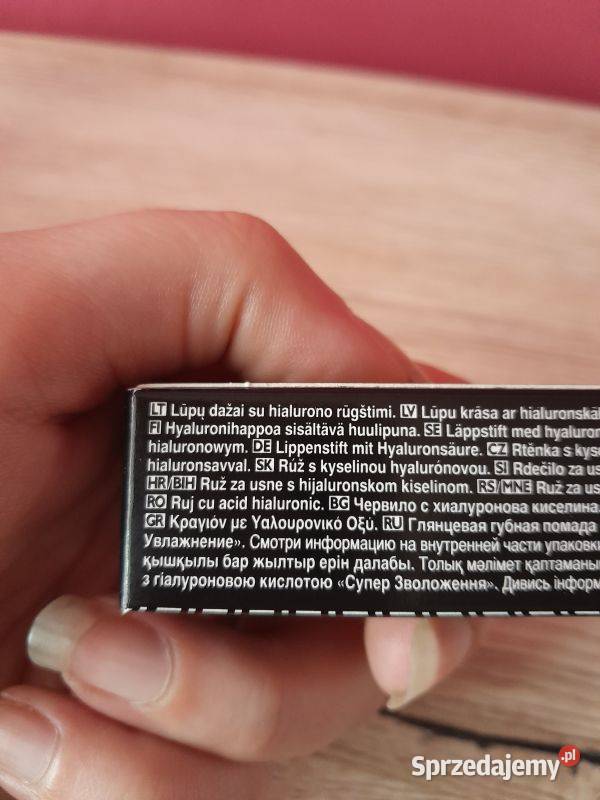 LT Lūpų dažai su hialurono rūgštimi. LV Lūpu krāsa ar hialuronskā
FI Hyaluronihappoa sisältävä huulipuna. SE Läppstift med hyaluron
hialuronowym. DE Lippenstift mit Hyaluronsäure. CZ Rtěnka s kyse
hialuronsavval. SK Rúž s kyselinou hyalurónovou. SI Rdečilo za us
HR/BIH Ruž za usne s hijaluronskom kiselinom. RS/MNE Ruž za us
RO Ruj cu acid hialuronic. BG Червило с хиалуронова киселина.
GR Κραγιόν με Υαλουρονικό Οξύ. RU Глянцевая губная помада
Увлажнение». Смотри информацию на внутренней части упаковки
қышқылы бар жылтыр ерін далабы. Толық мәлімет қаптаманы
з гіалуроновою кислотою «Супер Зволоження». Дивись інформ
Sprzedajemy.pl